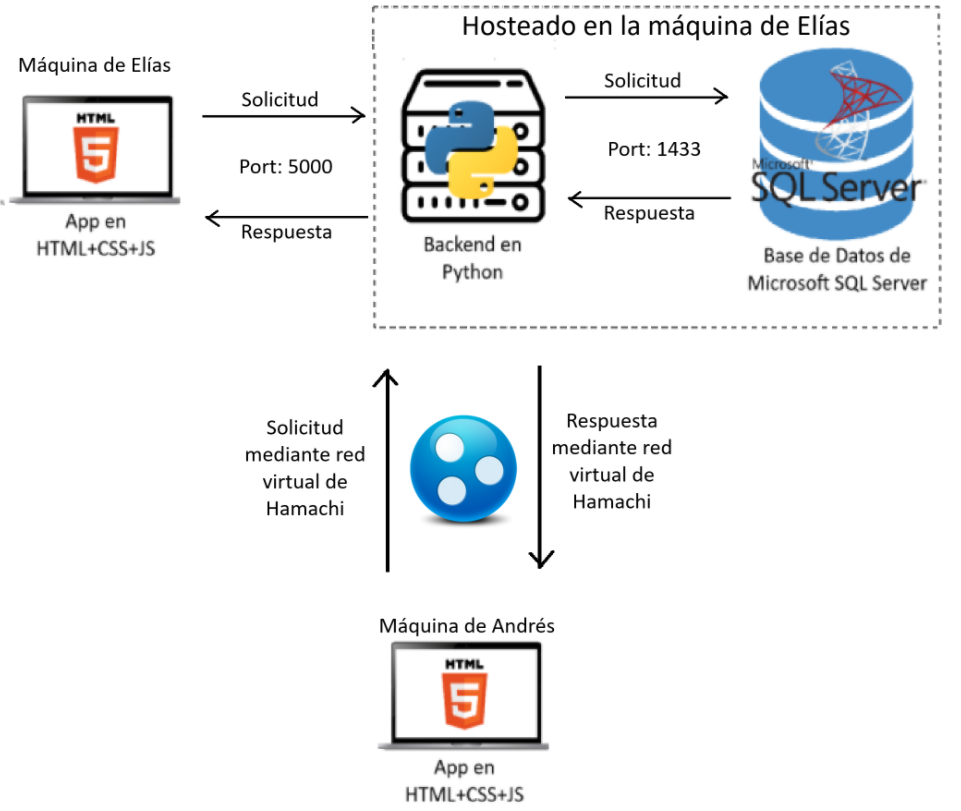 Hosteado en la máquina de Elías
Máquina de Elías
HTML
5
App en
HTML+CSS+JS
Solicitud
Port: 5000
Respuesta
Backend en
Python
Solicitud
Port: 1433
Respuesta
Microsoft
SQL Server
Base de Datos de
Microsoft SQL Server
Solicitud
mediante red
virtual de
Hamachi
Respuesta
mediante red
virtual de
Hamachi
Máquina de Andrés
HTML
5
App en
HTML+CSS+JS